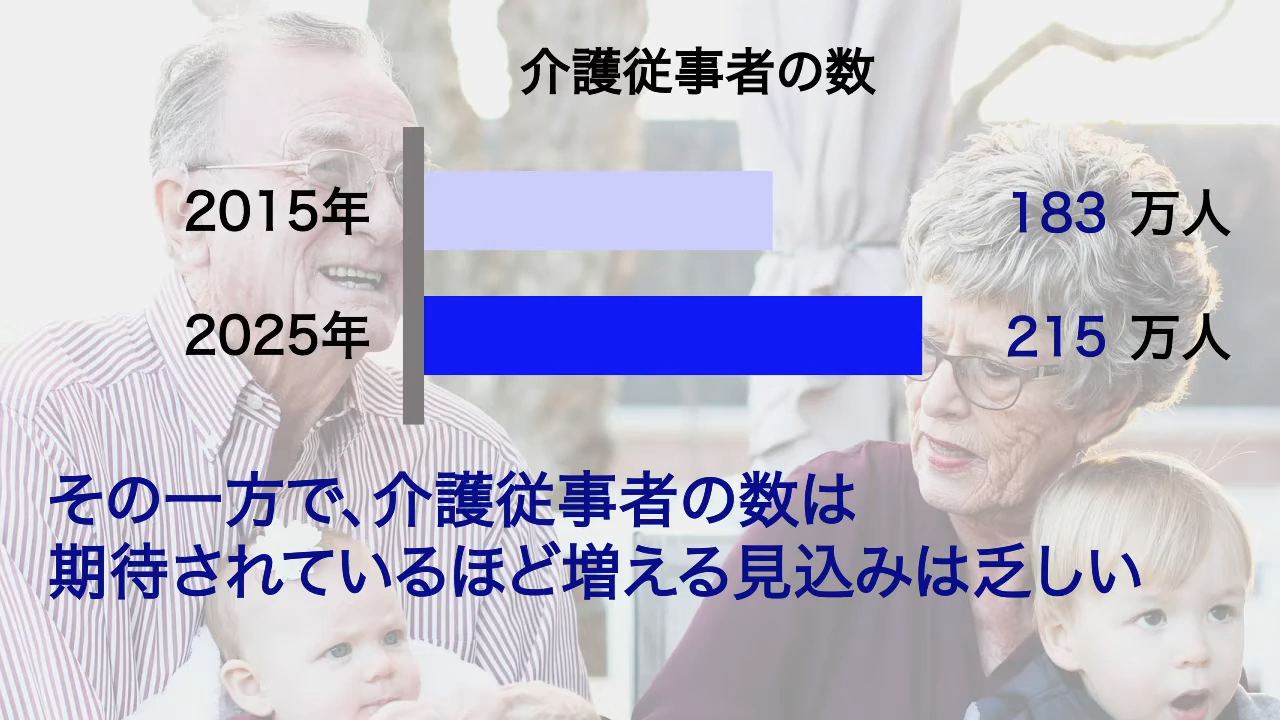 介護従事者の数
2015年 183 万人
2025年 215 万人
その一方で、介護従事者の数は
期待されているほど増える見込みは乏しい